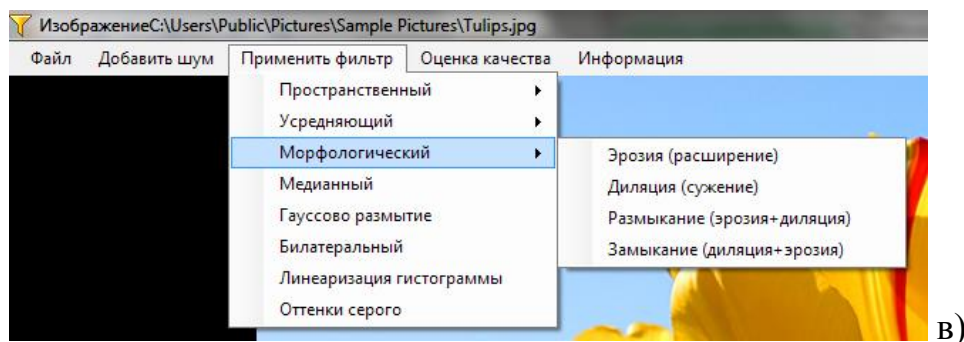 ИзображениеC:\Users\Public\Pictures\Sample Pictures\Tulips.jpg
Файл Добавить шум Применить фильтр Оценка качества Информация
Пространственный
Усредняющий
Морфологический
Медианный
Гауссово размытие
Билатеральный
Линеаризация гистограммы
Оттенки серого
Эрозия (расширение)
Диляция (сужение)
Размыкание (эрозия+диляция)
Замыкание (диляция+эрозия)
в)